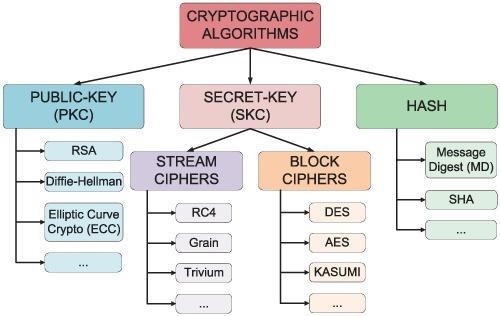 CRYPTOGRAPHIC
ALGORITHMS
PUBLIC-KEY
(PKC)
SECRET-KEY
(SKC)
HASH
RSA
Diffie-Hellman
Elliptic Curve
Crypto (ECC)
...
STREAM
CIPHERS
RC4
Grain
Trivium
...
BLOCK
CIPHERS
DES
AES
KASUMI
...
Message
Digest (MD)
SHA
...